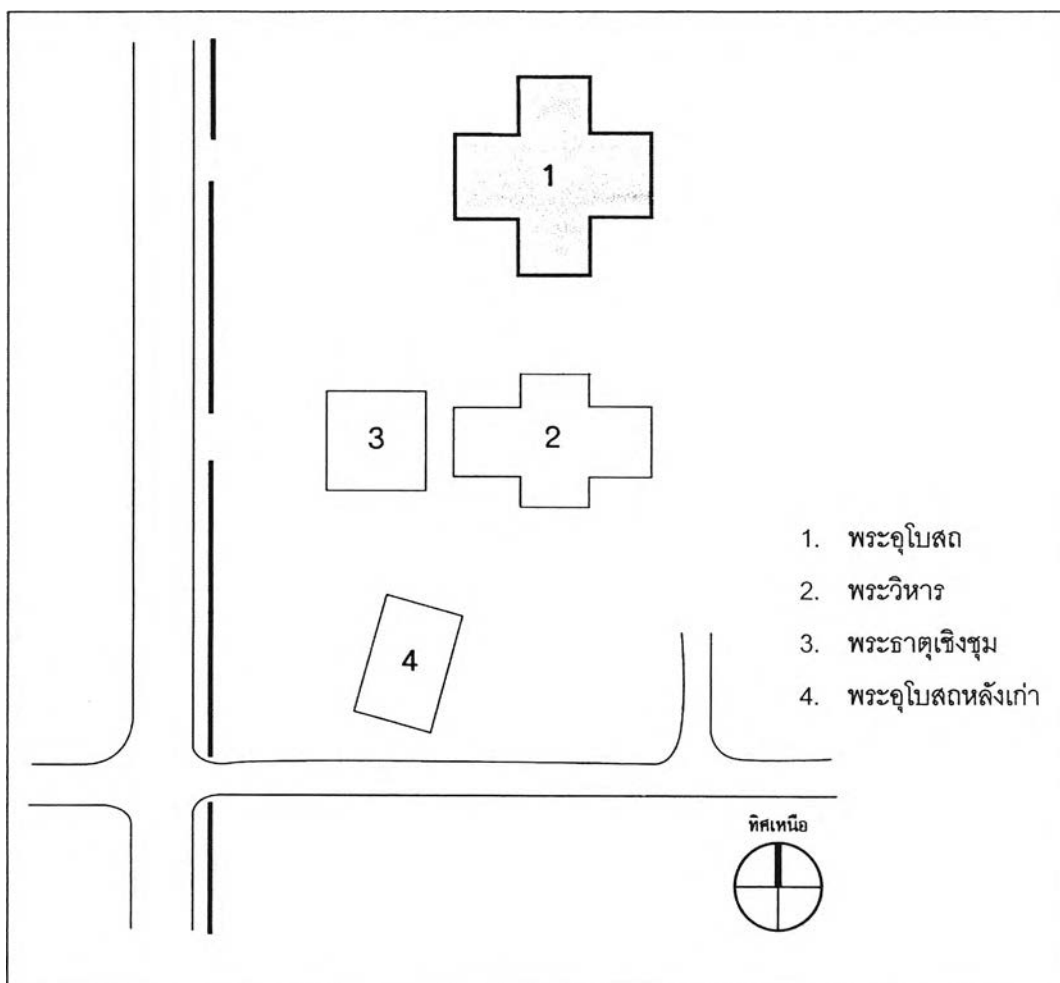 1
3
2
4
1. พระอุโบสถ
2. พระวิหาร
3. พระธาตุเชิงชุม
4. พระอุโบสถหลังเก่า
ทิศเหนือ